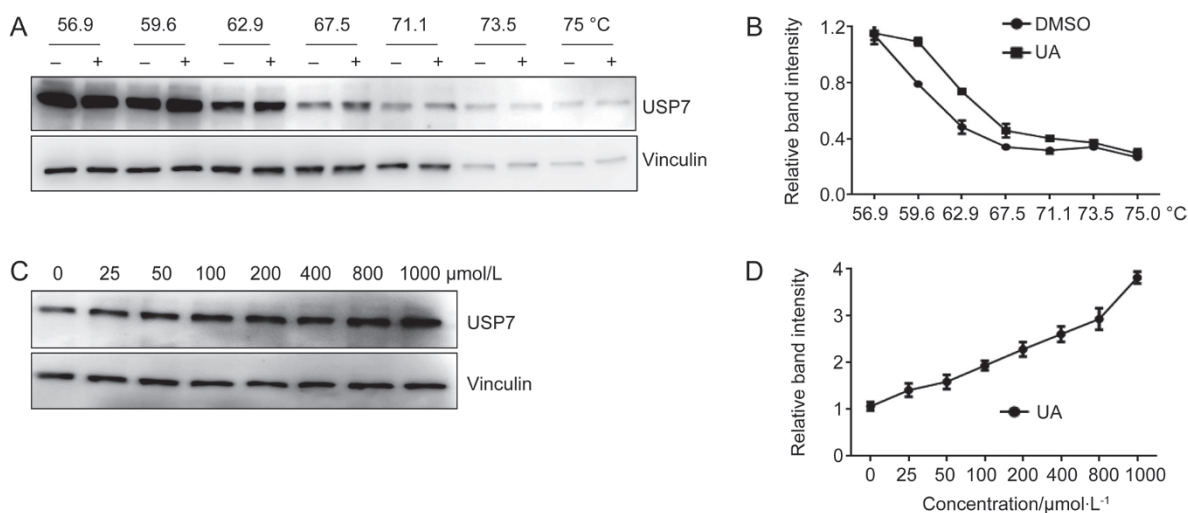 A
56.9 59.6 62.9 67.5 71.1 73.5 75 °C
– + – + – + – + – + – + – +
USP7
Vinculin
B
DMSO
UA
Relative band intensity
1.2
0.8
0.4
0.0
56.9 59.6 62.9 67.5 71.1 73.5 75.0 °C
C
0 25 50 100 200 400 800 1000 μmol/L
USP7
Vinculin
D
Relative band intensity
4
3
2
1
0
UA
0 25 50 100 200 400 800 1000
Concentration/μmol·L⁻¹